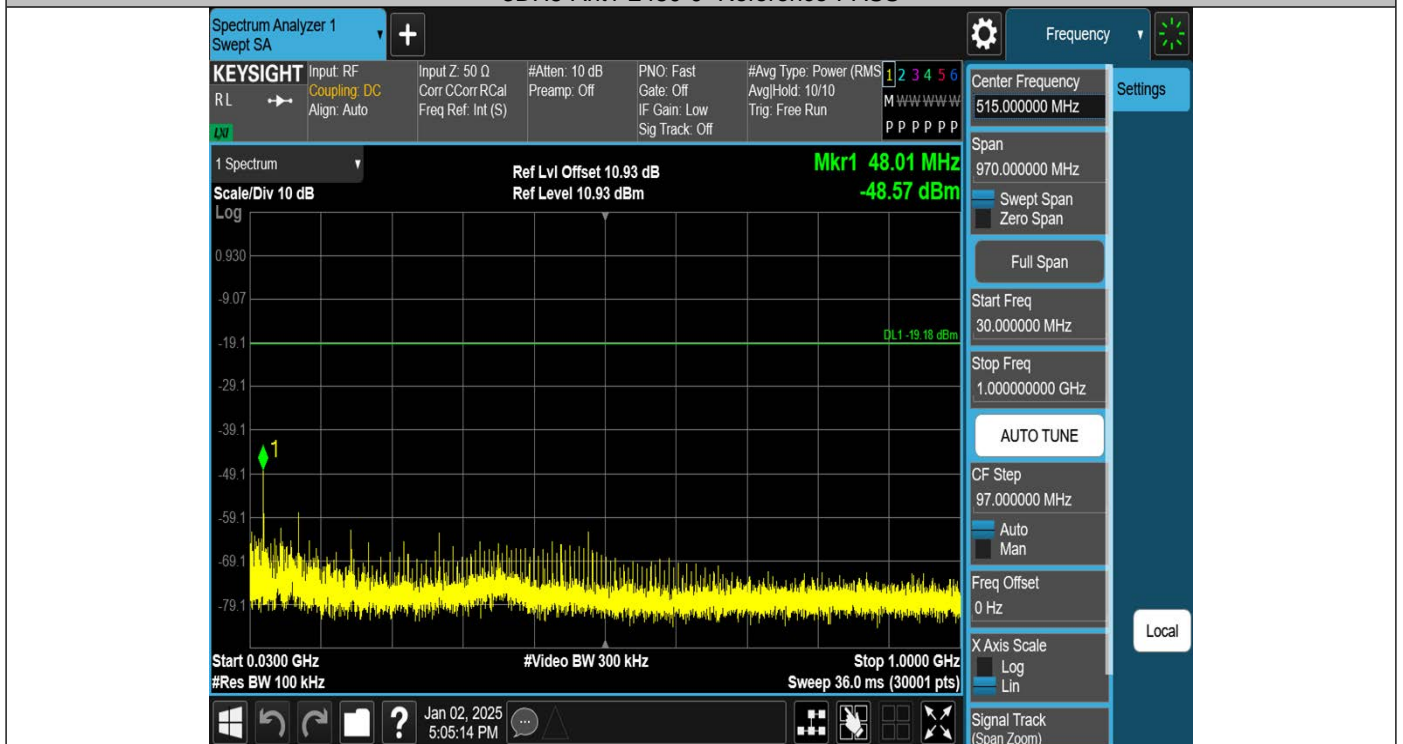 Spectrum Analyzer 1
Swept SA
+
Frequency
KEYSIGHT
RL
LXI
Input: RF
Coupling: DC
Align: Auto
Input Z: 50 Ω
Corr CCorr RCal
Freq Ref: Int (S)
#Atten: 10 dB
Preamp: Off
PNO: Fast
Gate: Off
IF Gain: Low
Sig Track: Off
#Avg Type: Power (RMS
Avg|Hold: 10/10
Trig: Free Run
1 2 3 4 5 6
M W W W W W
P P P P P P
1 Spectrum
Scale/Div 10 dB
Log
Ref Lvl Offset 10.93 dB
Ref Level 10.93 dBm
Mkr1 48.01 MHz
-48.57 dBm
0.930
-9.07
-19.1
DL1 -19.18 dBm
-29.1
-39.1
1
-49.1
-59.1
-69.1
-79.1
Start 0.0300 GHz
#Res BW 100 kHz
#Video BW 300 kHz
Stop 1.0000 GHz
Sweep 36.0 ms (30001 pts)
Center Frequency
515.000000 MHz
Settings
Span
970.000000 MHz
Swept Span
Zero Span
Full Span
Start Freq
30.000000 MHz
Stop Freq
1.000000000 GHz
AUTO TUNE
CF Step
97.000000 MHz
Auto
Man
Freq Offset
0 Hz
X Axis Scale
Log
Lin
Local
Signal Track
(Span Zoom)
?
Jan 02, 2025
5:05:14 PM